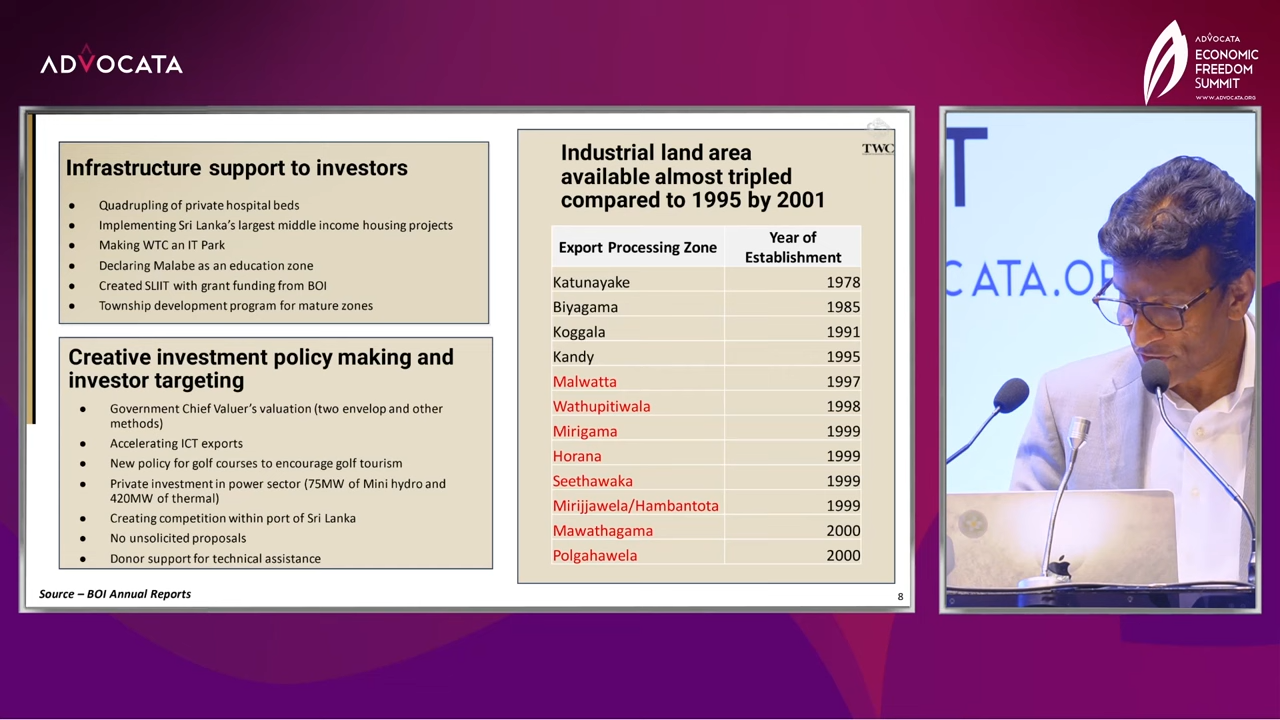 ADVOCATA
ADVOCATA
ECONOMIC
FREEDOM
SUMMIT
WWW.ADVOCATA.ORG
Infrastructure support to investors
● Quadrupling of private hospital beds
● Implementing Sri Lanka's largest middle income housing projects
● Making WTC an IT Park
● Declaring Malabe as an education zone
● Created SLIIT with grant funding from BOI
● Township development program for mature zones
Creative investment policy making and
investor targeting
● Government Chief Valuer's valuation (two envelop and other
methods)
● Accelerating ICT exports
● New policy for golf courses to encourage golf tourism
● Private investment in power sector (75MW of Mini hydro and
420MW of thermal)
● Creating competition within port of Sri Lanka
● No unsolicited proposals
● Donor support for technical assistance
Source – BOI Annual Reports
TWC
Industrial land area
available almost tripled
compared to 1995 by 2001
Export Processing Zone Year of
Establishment
Katunayake 1978
Biyagama 1985
Koggala 1991
Kandy 1995
Malwatta 1997
Wathupitiwala 1998
Mirigama 1999
Horana 1999
Seethawaka 1999
Mirijjawela/Hambantota 1999
Mawathagama 2000
Polgahawela 2000
8
T
CATA.OR